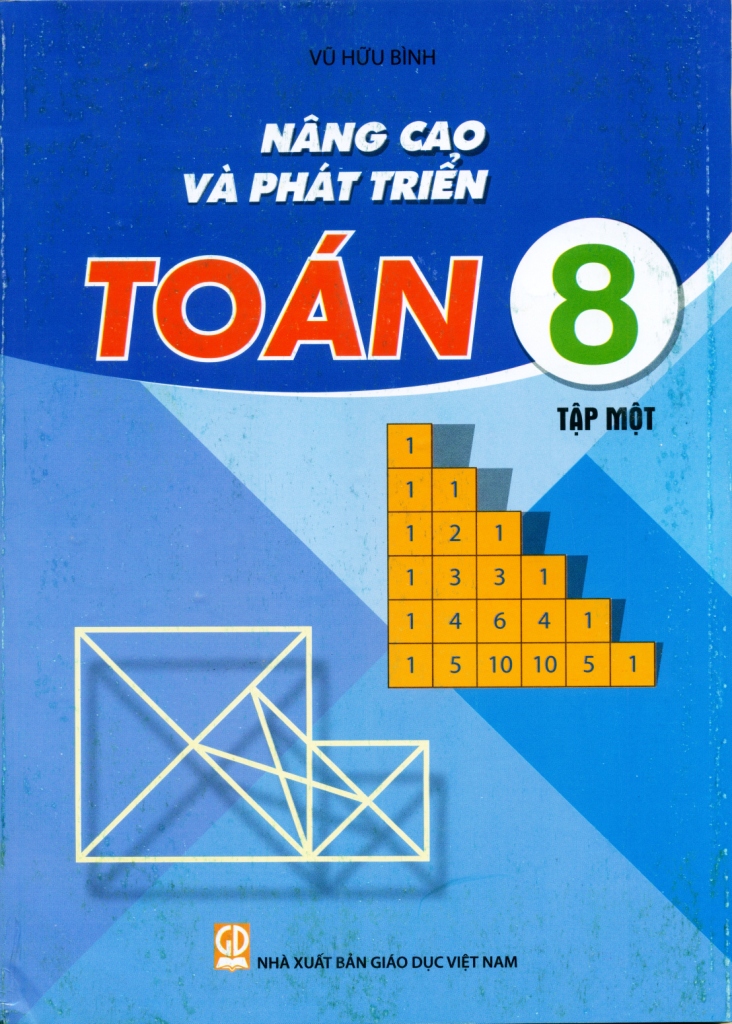 VŨ HỮU BÌNH
NÂNG CAO
VÀ PHÁT TRIỂN
TOÁN 8
TẬP MỘT
1
1 1
1 2 1
1 3 3 1
1 4 6 4 1
1 5 10 10 5 1
GD
NHÀ XUẤT BẢN GIÁO DỤC VIỆT NAM